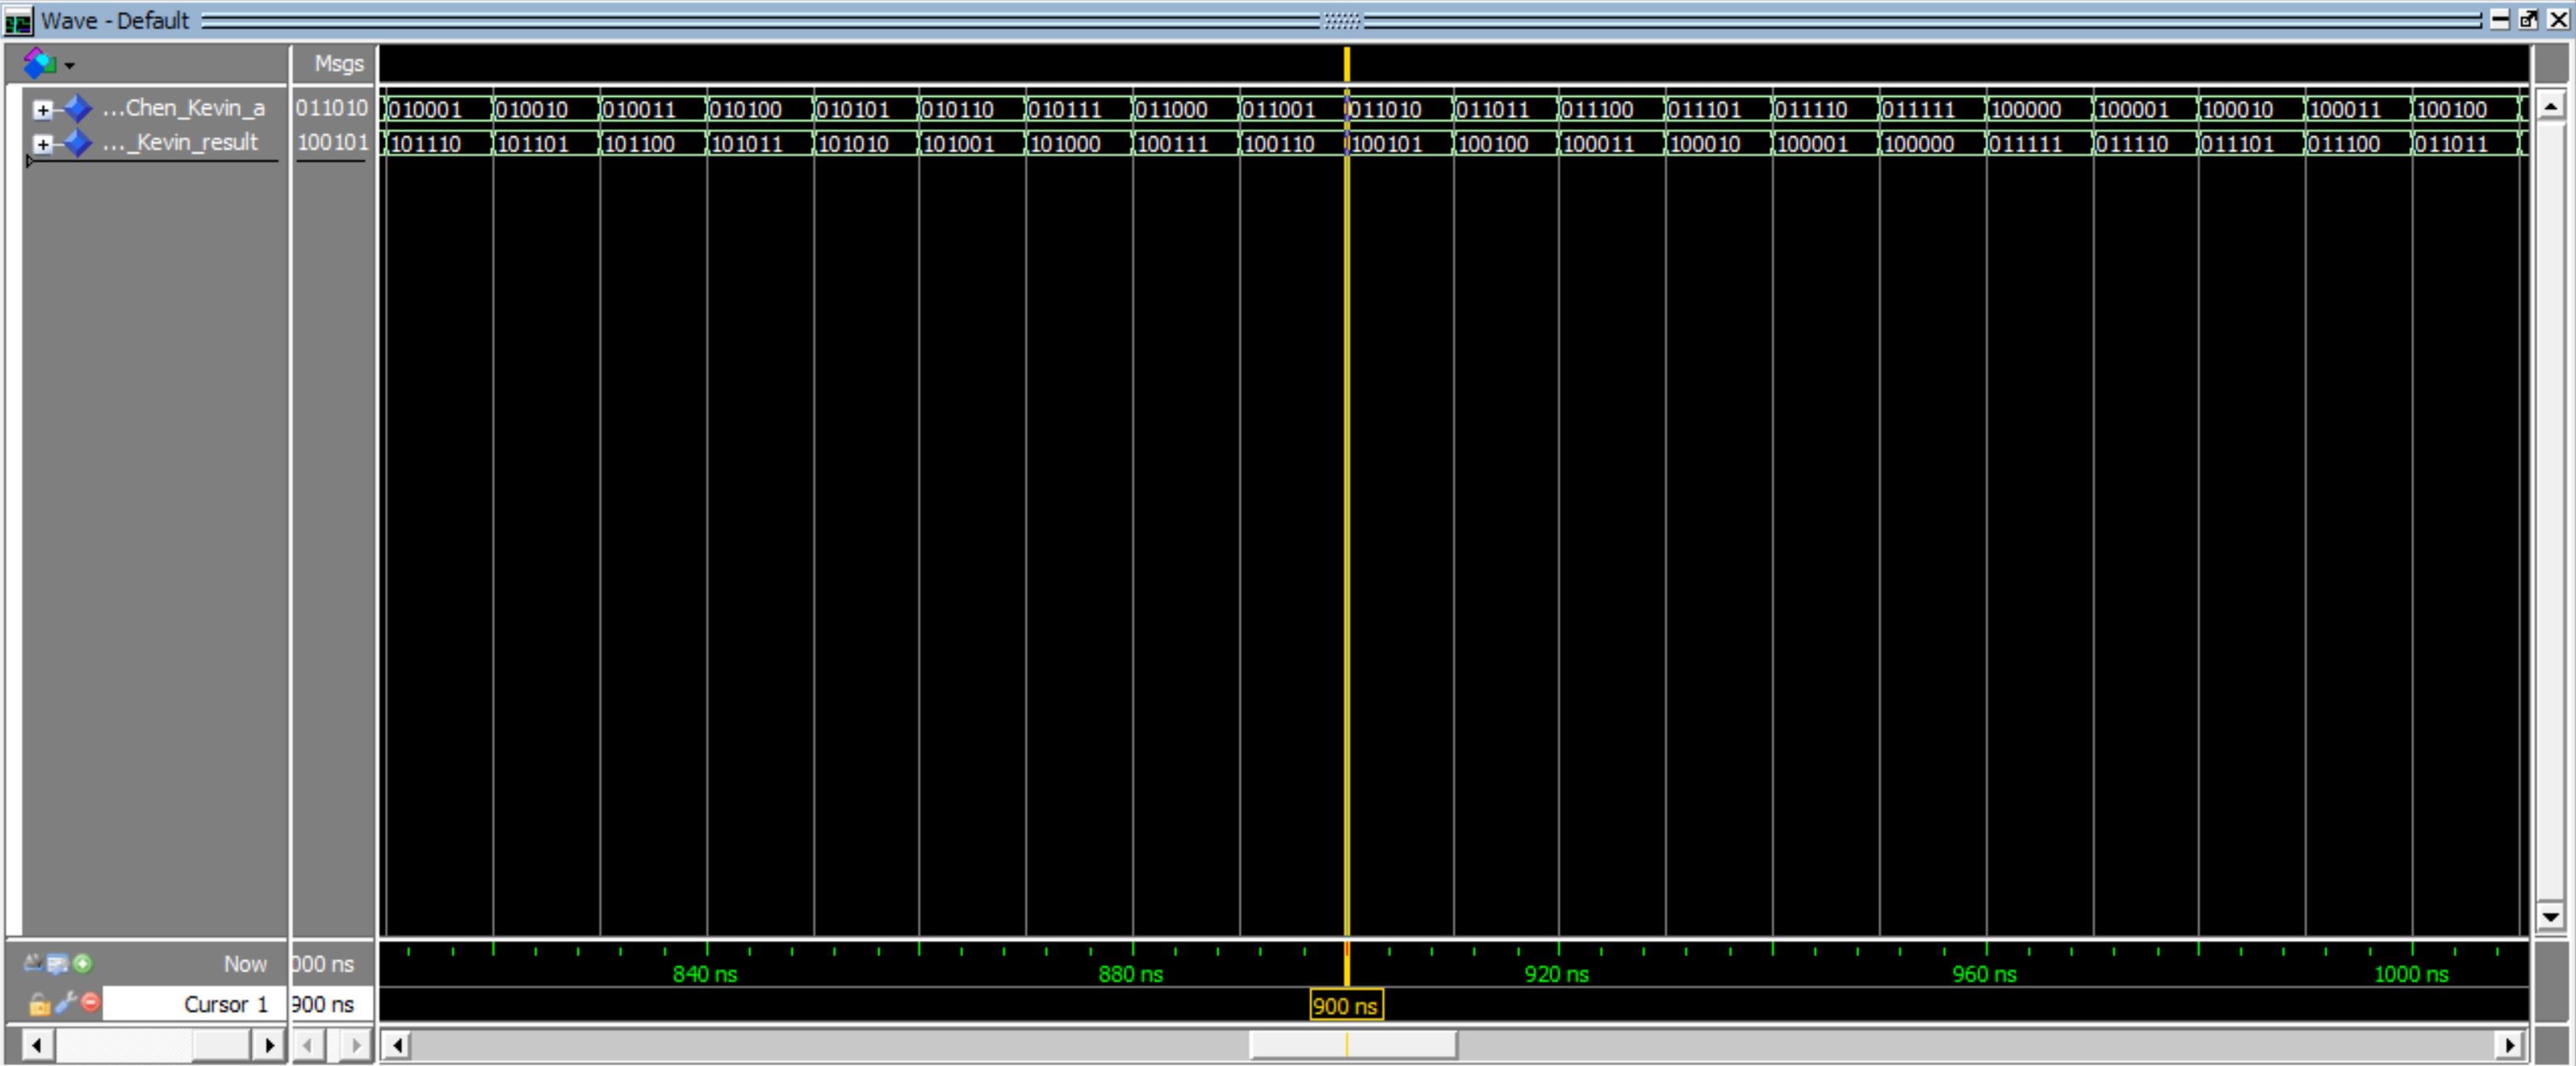 Wave - Default
Msgs
...Chen_Kevin_a 011010 010001 010010 010011 010100 010101 010110 010111 011000 011001 011010 011011 011100 011101 011110 011111 100000 100001 100010 100011 100100
..._Kevin_result 100101 101110 101101 101100 101011 101010 101001 101000 100111 100110 100101 100100 100011 100010 100001 100000 011111 011110 011101 011100 011011
Now 000 ns 840 ns 880 ns 920 ns 960 ns 1000 ns
Cursor 1 900 ns 900 ns